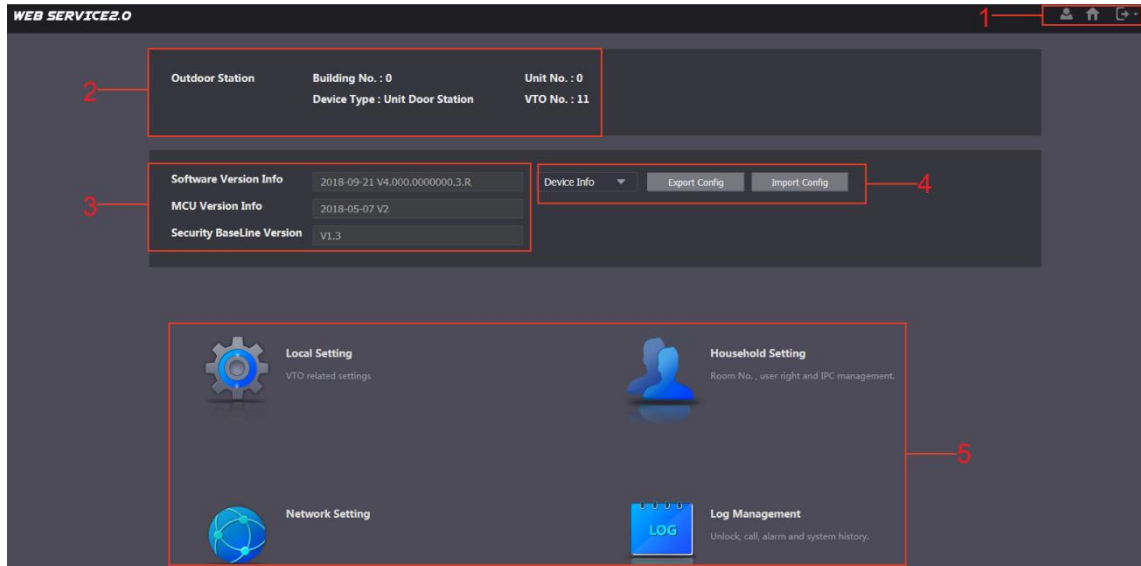 WEB SERVICE2.0
1
2
Outdoor Station Building No. : 0 Unit No. : 0
Device Type : Unit Door Station VTO No. : 11
3
Software Version Info 2018-09-21 V4.000.0000000.3.R Device Info Export Config Import Config
4
MCU Version Info 2018-05-07 V2
Security BaseLine Version V1.3
Local Setting
VTO related settings
Household Setting
Room No. , user right and IPC management.
5
Network Setting
LOG
Log Management
Unlock, call, alarm and system history.